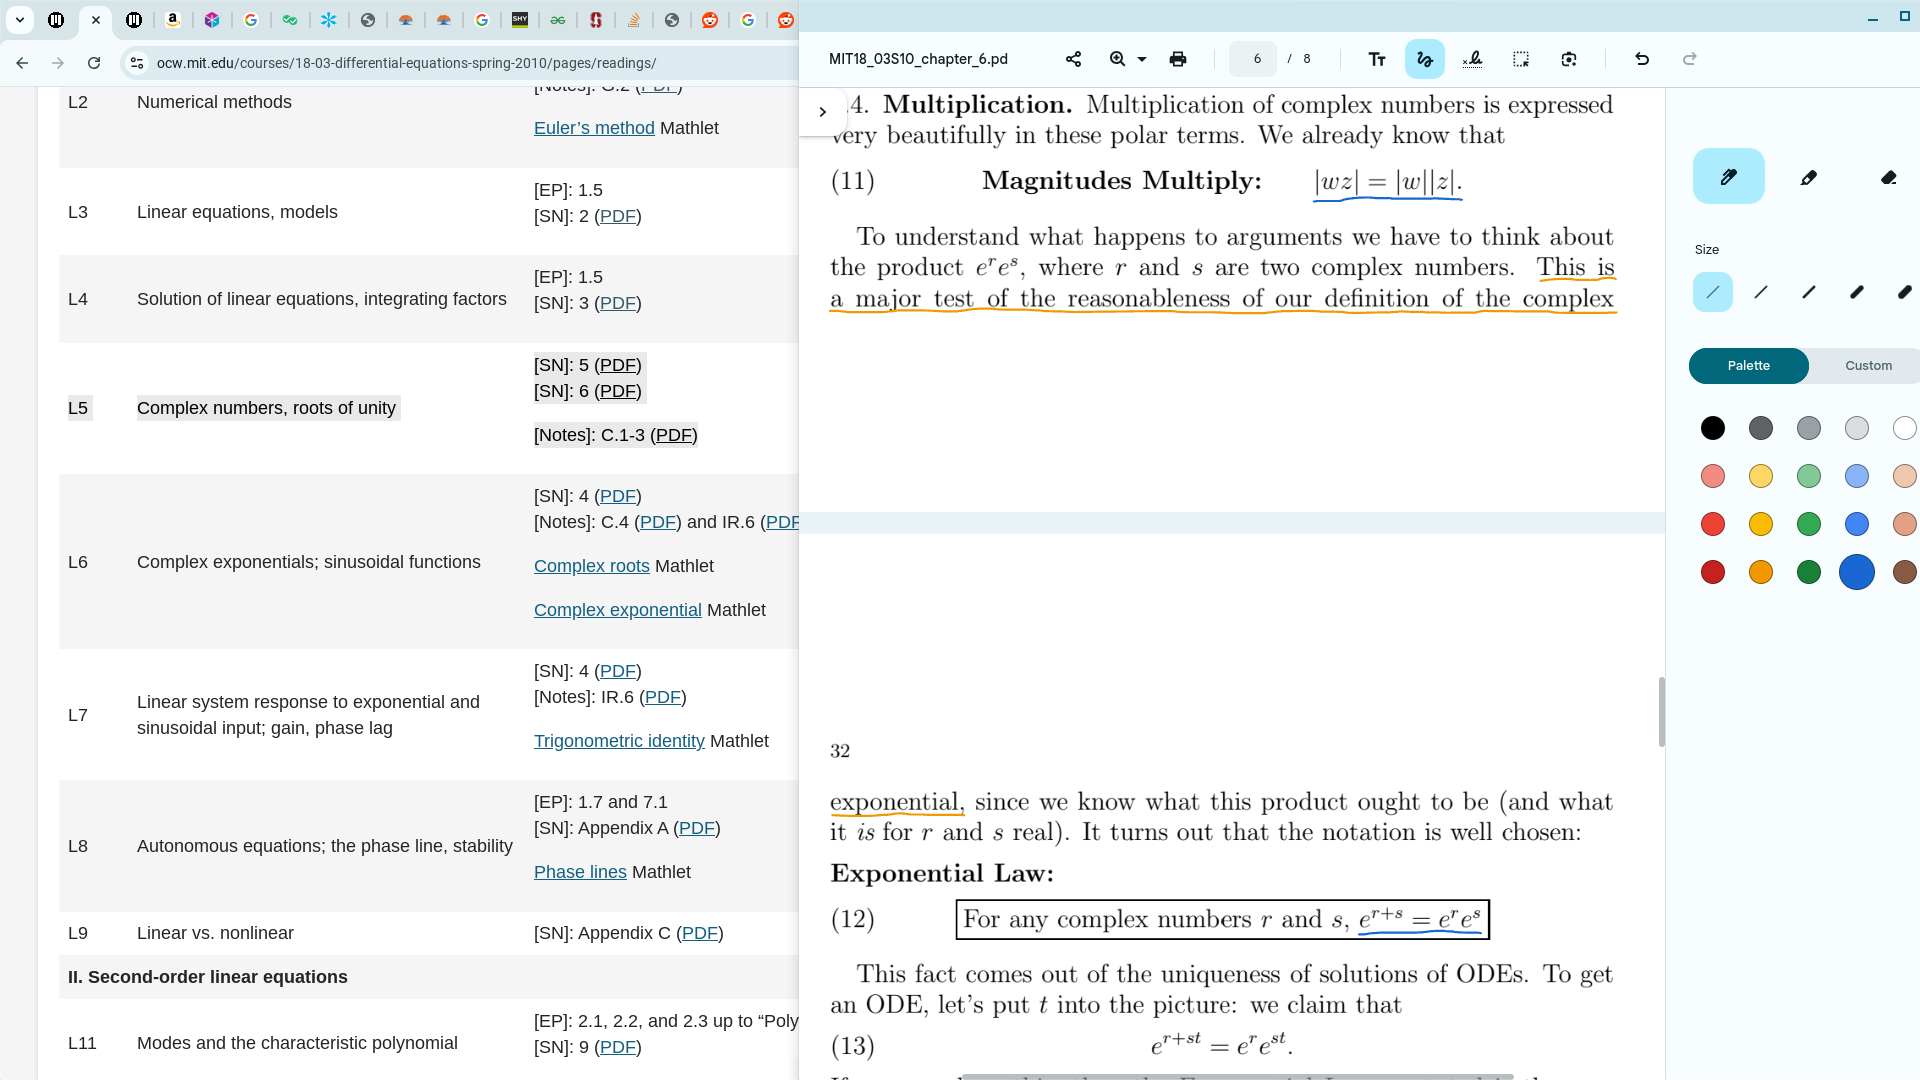 ocw.mit.edu/courses/18-03-differential-equations-spring-2010/pages/readings/
L2 Numerical methods
Euler’s method Mathlet
L3 Linear equations, models
[EP]: 1.5
[SN]: 2 (PDF)
L4 Solution of linear equations, integrating factors
[EP]: 1.5
[SN]: 3 (PDF)
L5 Complex numbers, roots of unity
[SN]: 5 (PDF)
[SN]: 6 (PDF)
[Notes]: C.1-3 (PDF)
L6 Complex exponentials; sinusoidal functions
[SN]: 4 (PDF)
[Notes]: C.4 (PDF) and IR.6 (PDF
Complex roots Mathlet
Complex exponential Mathlet
L7 Linear system response to exponential and
sinusoidal input; gain, phase lag
[SN]: 4 (PDF)
[Notes]: IR.6 (PDF)
Trigonometric identity Mathlet
L8 Autonomous equations; the phase line, stability
[EP]: 1.7 and 7.1
[SN]: Appendix A (PDF)
Phase lines Mathlet
L9 Linear vs. nonlinear
[SN]: Appendix C (PDF)
II. Second-order linear equations
L11 Modes and the characteristic polynomial
[EP]: 2.1, 2.2, and 2.3 up to “Poly
[SN]: 9 (PDF)
MIT18_03S10_chapter_6.pd
6 / 8
.4. Multiplication. Multiplication of complex numbers is expressed
very beautifully in these polar terms. We already know that
(11) Magnitudes Multiply: |wz| = |w||z|.
To understand what happens to arguments we have to think about
the product e^r e^s, where r and s are two complex numbers. This is
a major test of the reasonableness of our definition of the complex
32
exponential, since we know what this product ought to be (and what
it is for r and s real). It turns out that the notation is well chosen:
Exponential Law:
(12) For any complex numbers r and s, e^{r+s} = e^r e^s
This fact comes out of the uniqueness of solutions of ODEs. To get
an ODE, let’s put t into the picture: we claim that
(13) e^{r+st} = e^r e^{st}.
Size
Palette
Custom